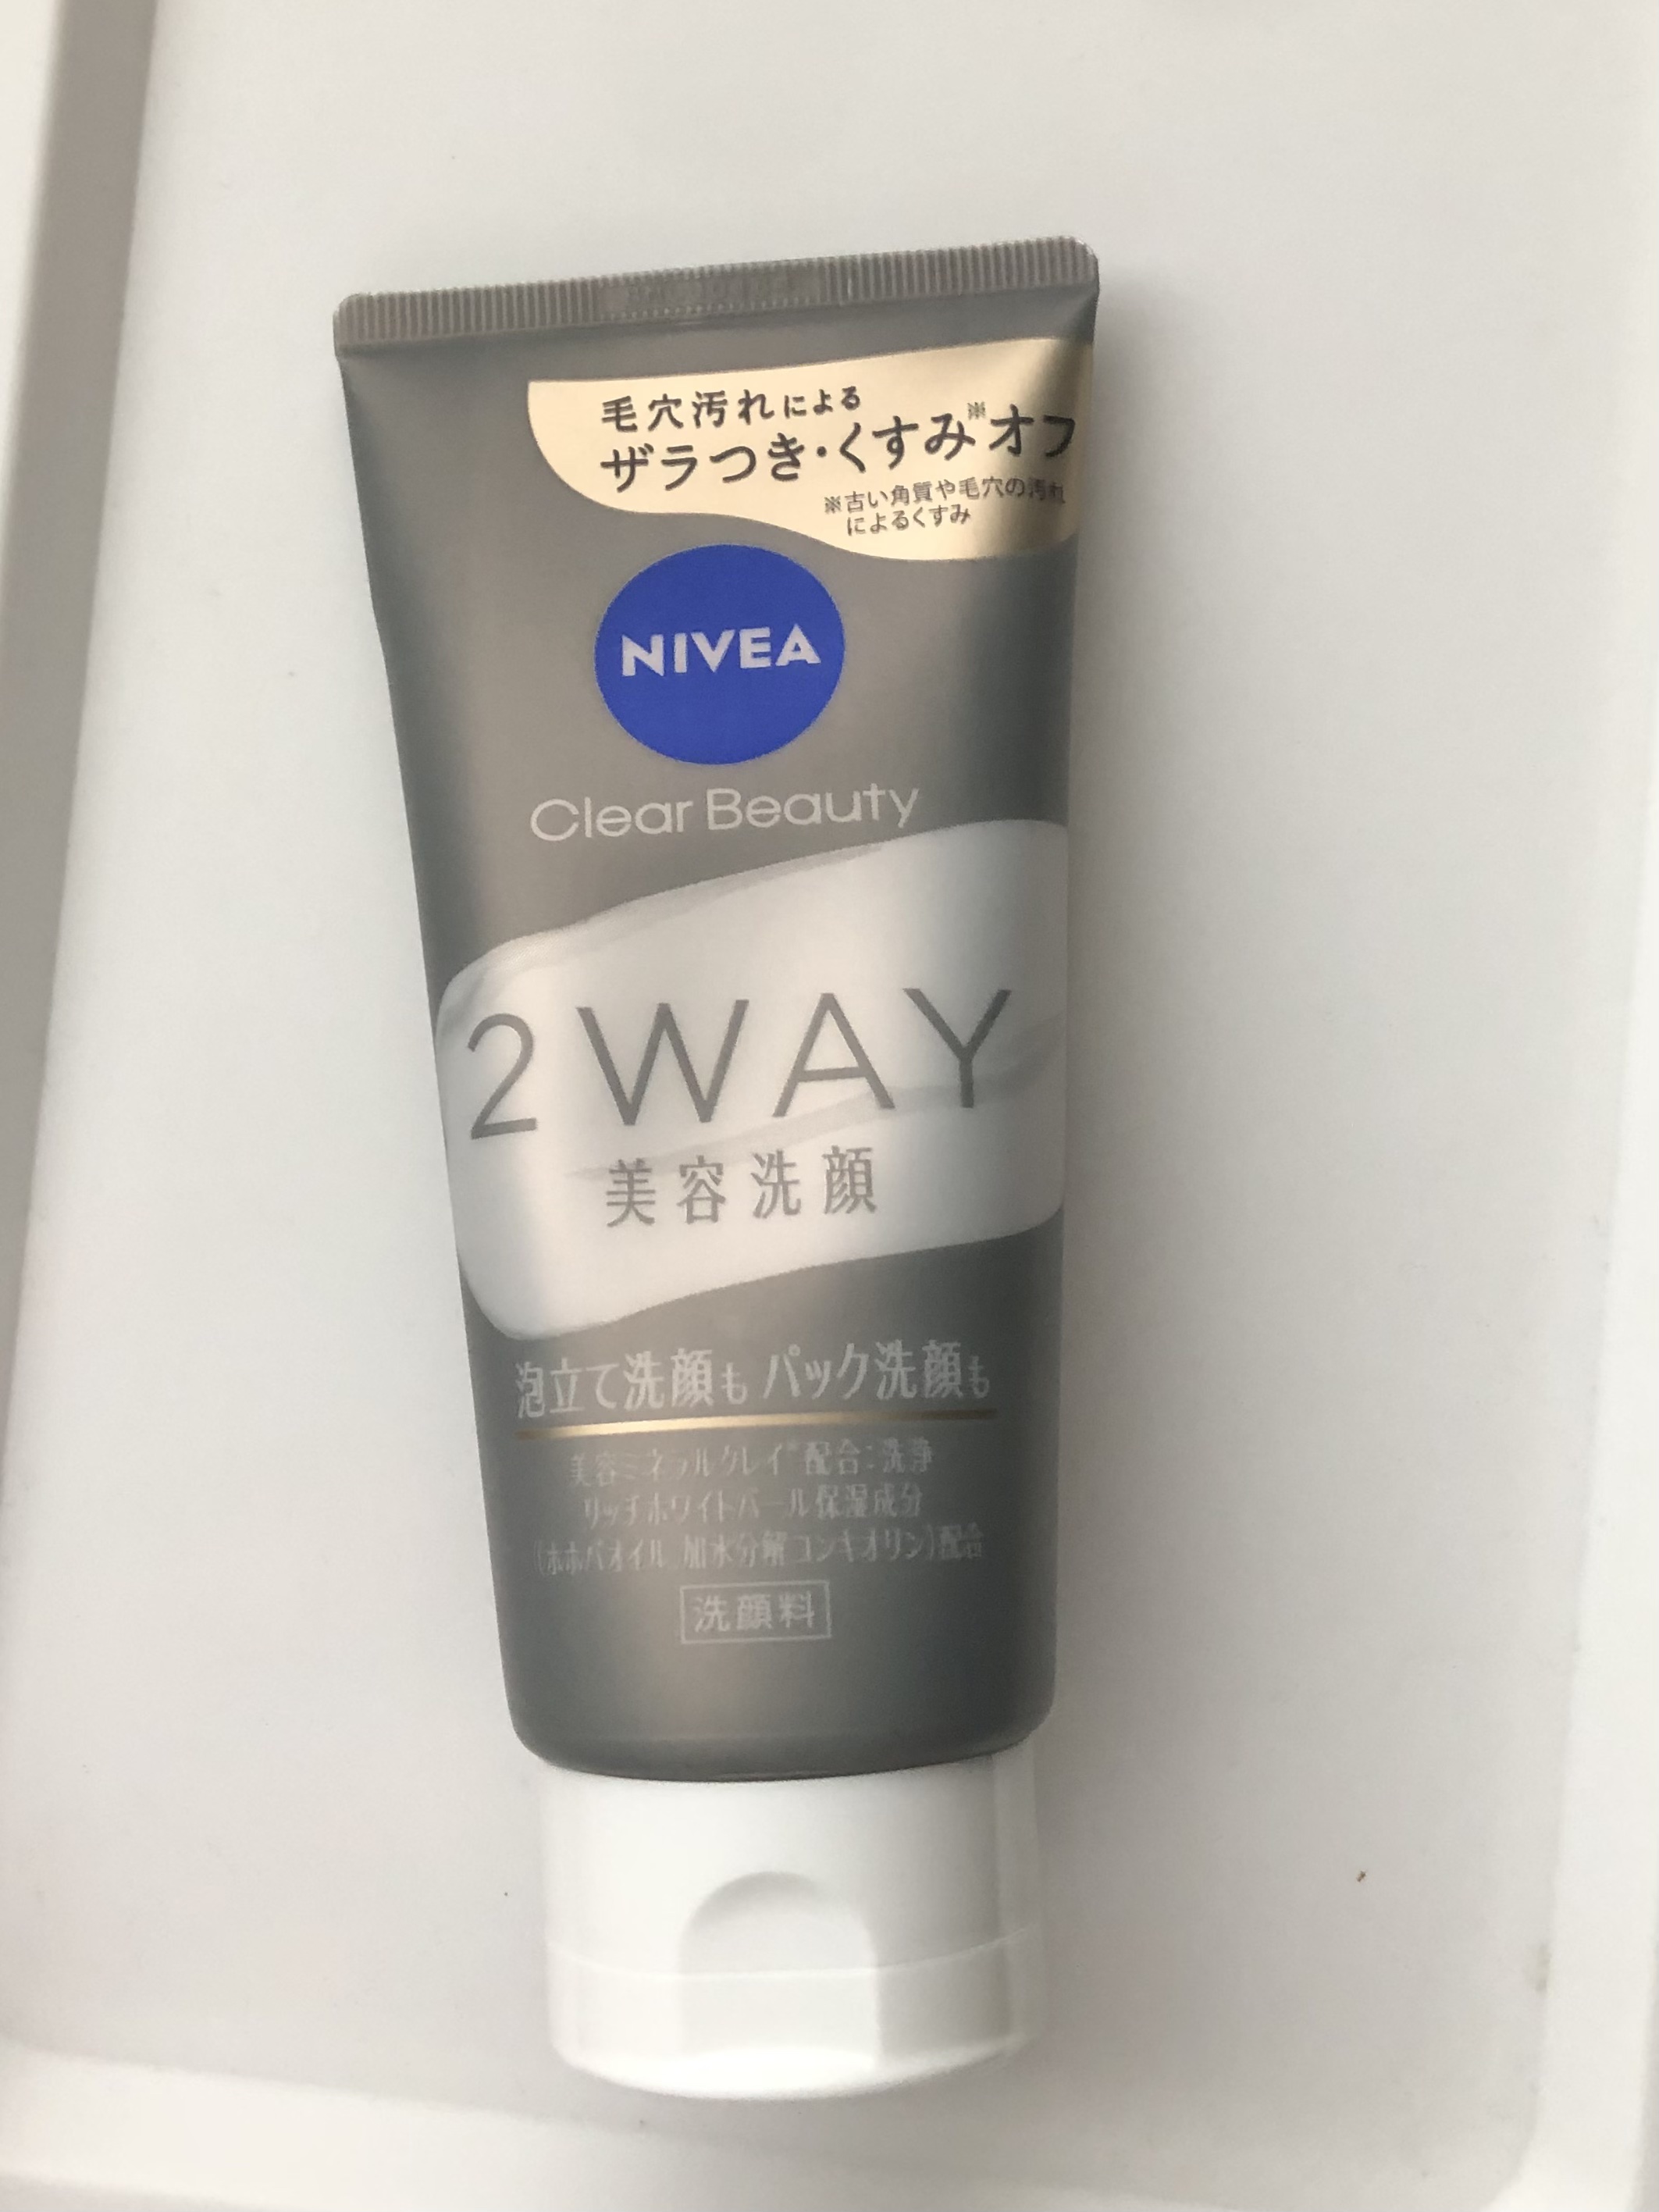 毛穴汚れによる
ザラつき・くすみ※オフ
※古い角質や毛穴の汚れ
によるくすみ
NIVEA
Clear Beauty
2WAY
美容洗顔
泡立て洗顔も パック洗顔も
美容ミネラルクレイ*配合:洗浄
リッチホワイトパール保湿成分
(ホホバオイル 加水分解コンキオリン)配合
洗顔料